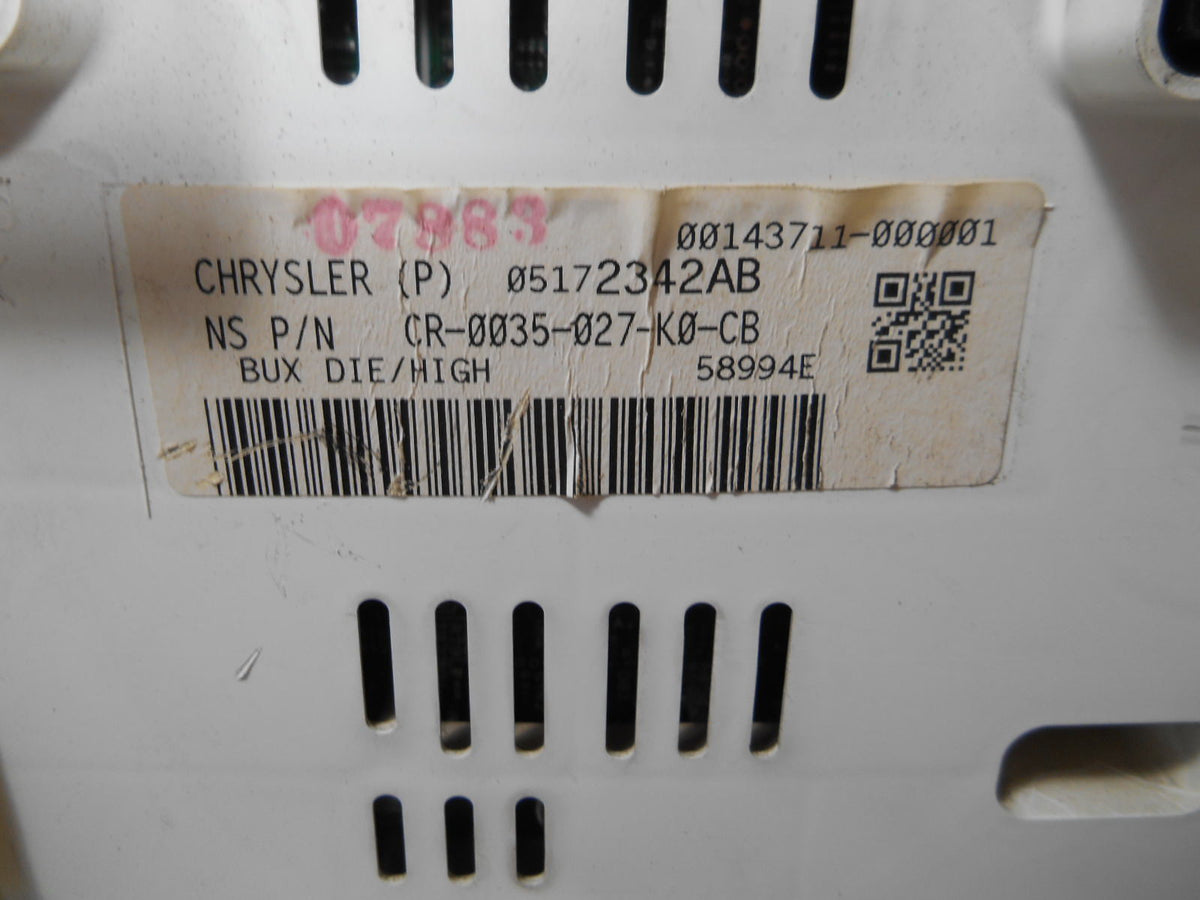 07883
00143711-000001
CHRYSLER (P) 05172342AB
NS P/N CR-0035-027-K0-CB
BUX DIE/HIGH 58994E